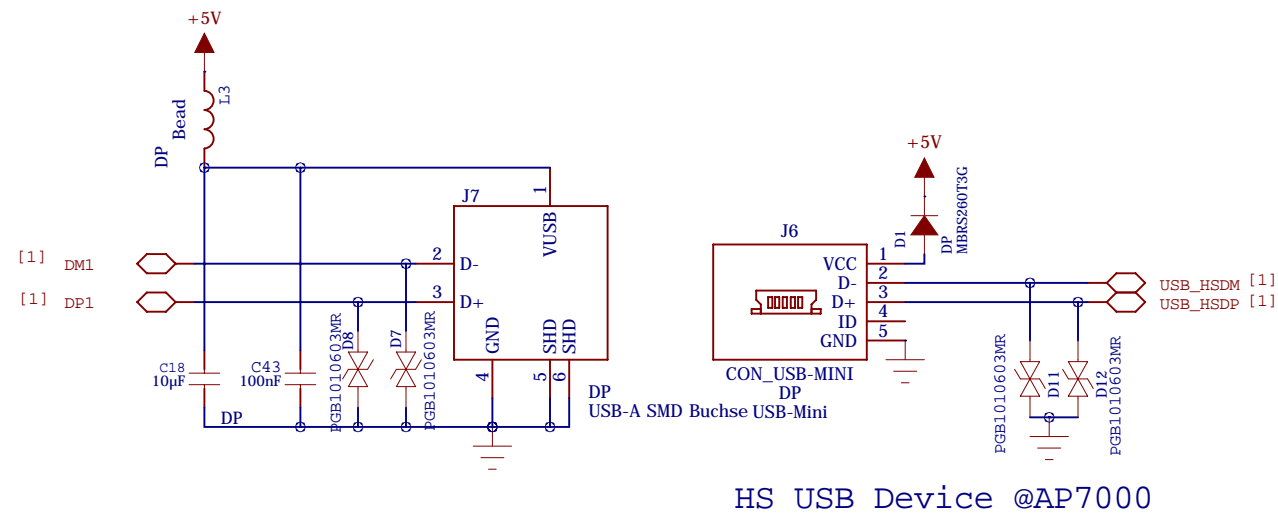 +5V
L3
Bead
DP
J7
1
VUSB
[1] DM1
2
D-
[1] DP1
3
D+
GND
SHD
SHD
4
5
6
C18
10µF
C43
100nF
D8
PGB1010603MR
D7
PGB1010603MR
DP
DP
USB-A SMD Buchse
+5V
D1
DP
MBRS260T3G
J6
VCC
1
D-
2
D+
3
ID
4
GND
5
CON_USB-MINI
DP
USB-Mini
USB_HSDM [1]
USB_HSDP [1]
PGB1010603MR
D11
D12
PGB1010603MR
HS USB Device @AP7000